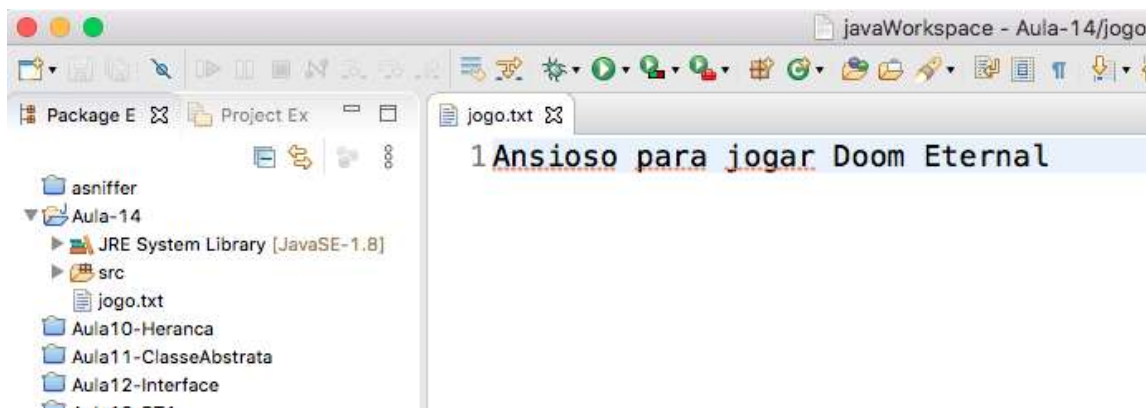 javaWorkspace - Aula-14/jogo
Package E Project Ex
jogo.txt
1 Ansioso para jogar Doom Eternal
asniffer
Aula-14
JRE System Library [JavaSE-1.8]
src
jogo.txt
Aula10-Heranca
Aula11-ClasseAbstrata
Aula12-Interface